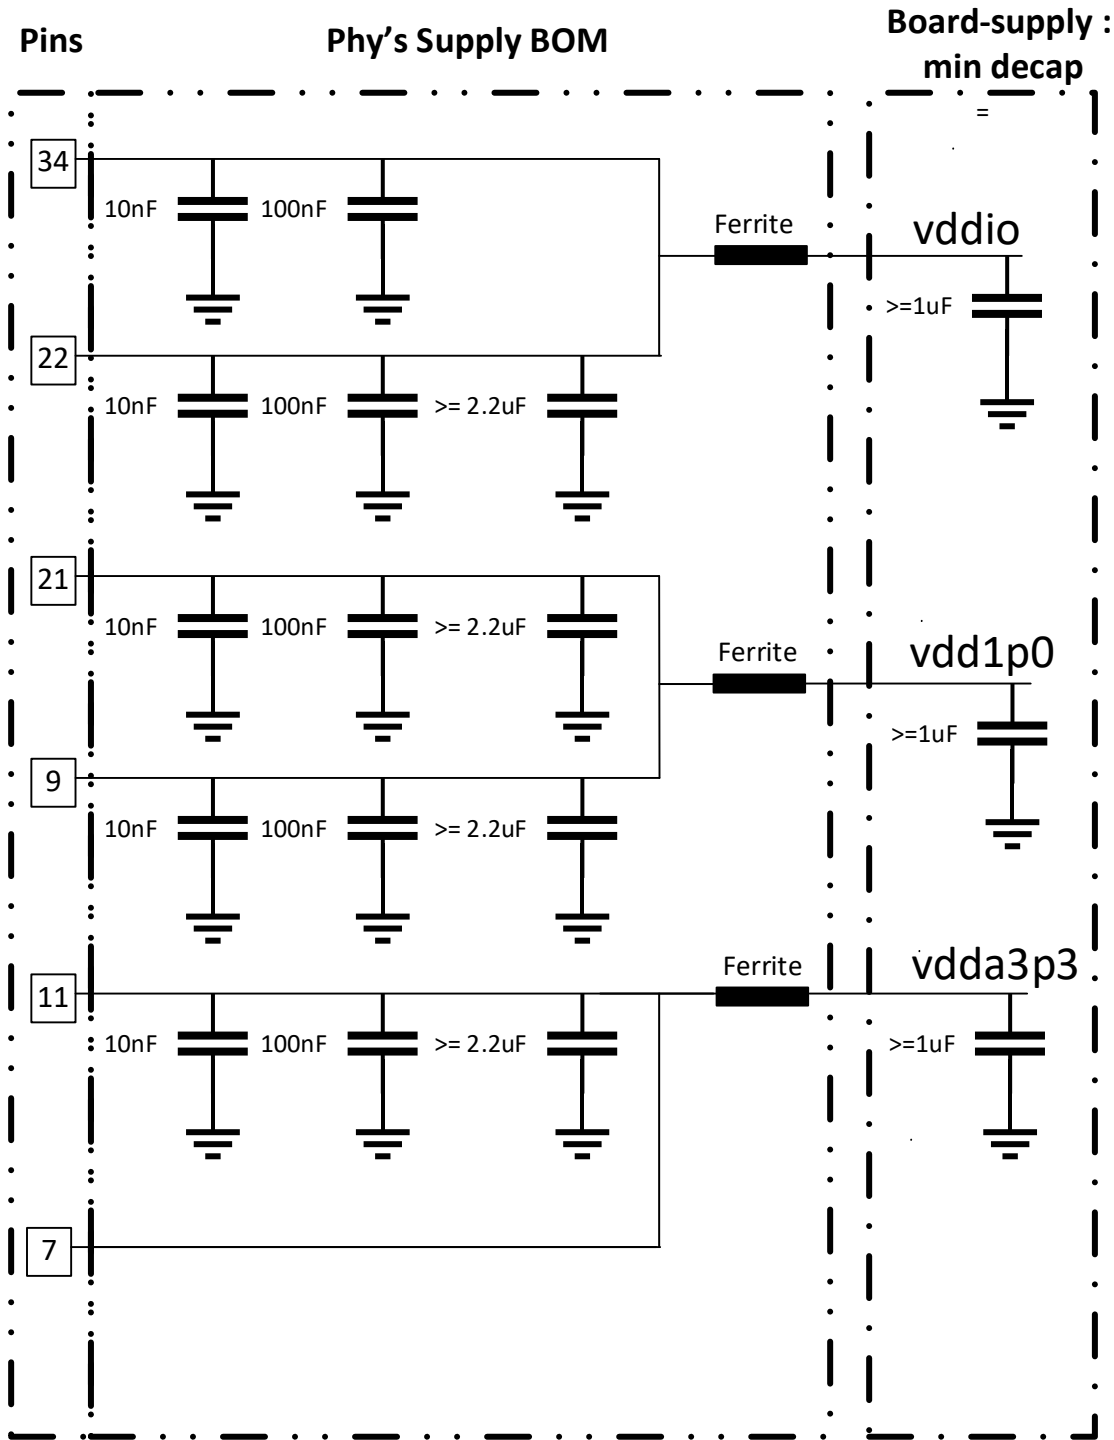 Pins
Phy's Supply BOM
Board-supply :
min decap
=
34
10nF
100nF
Ferrite
vddio
>=1uF
22
10nF
100nF
>= 2.2uF
21
10nF
100nF
>= 2.2uF
Ferrite
vdd1p0
>=1uF
9
10nF
100nF
>= 2.2uF
Ferrite
vdda3p3
11
10nF
100nF
>= 2.2uF
>=1uF
7